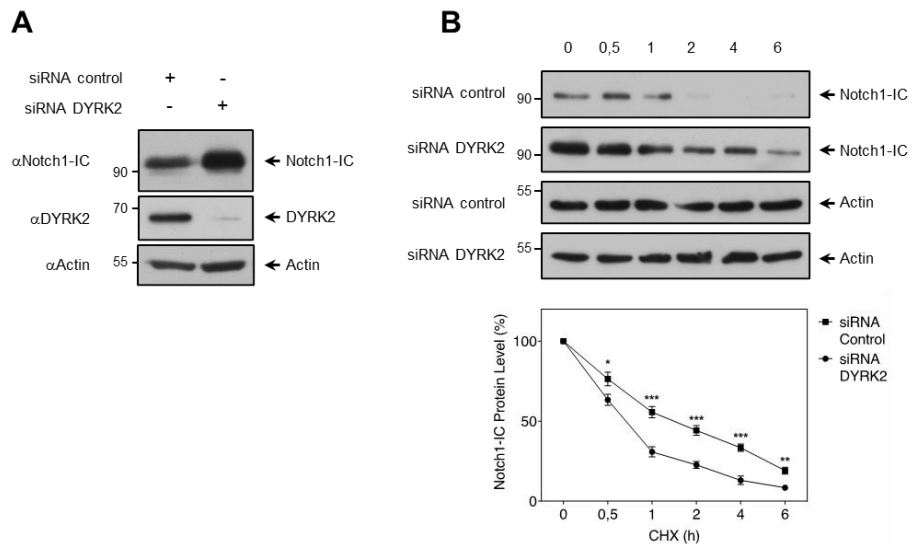 A
siRNA control + -
siRNA DYRK2 - +
αNotch1-IC 90 Notch1-IC
70
αDYRK2 DYRK2
αActin 55 Actin
B
0 0,5 1 2 4 6
siRNA control 90 Notch1-IC
siRNA DYRK2 90 Notch1-IC
55
siRNA control Actin
55
siRNA DYRK2 Actin
Notch1-IC Protein Level (%)
100
50
0
* *** *** *** **
0 0,5 1 2 4 6
CHX (h)
siRNA
Control
siRNA
DYRK2